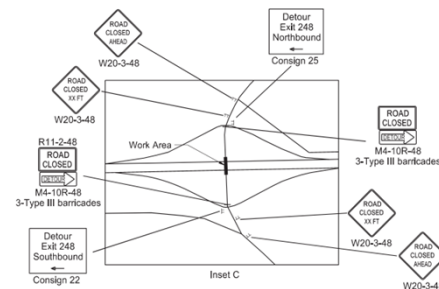 ROAD
CLOSED
AHEAD
W20-3-48
Detour
Exit 248
Northbound
Consign 25
ROAD
CLOSED
XX FT
W20-3-48
ROAD
CLOSED
DETOUR
M4-10R-48
3-Type III barricades
R11-2-48
ROAD
CLOSED
DETOUR
M4-10R-48
3-Type III barricades
Work Area
Detour
Exit 248
Southbound
Consign 22
ROAD
CLOSED
XX FT
W20-3-48
ROAD
CLOSED
AHEAD
W20-3-4
Inset C